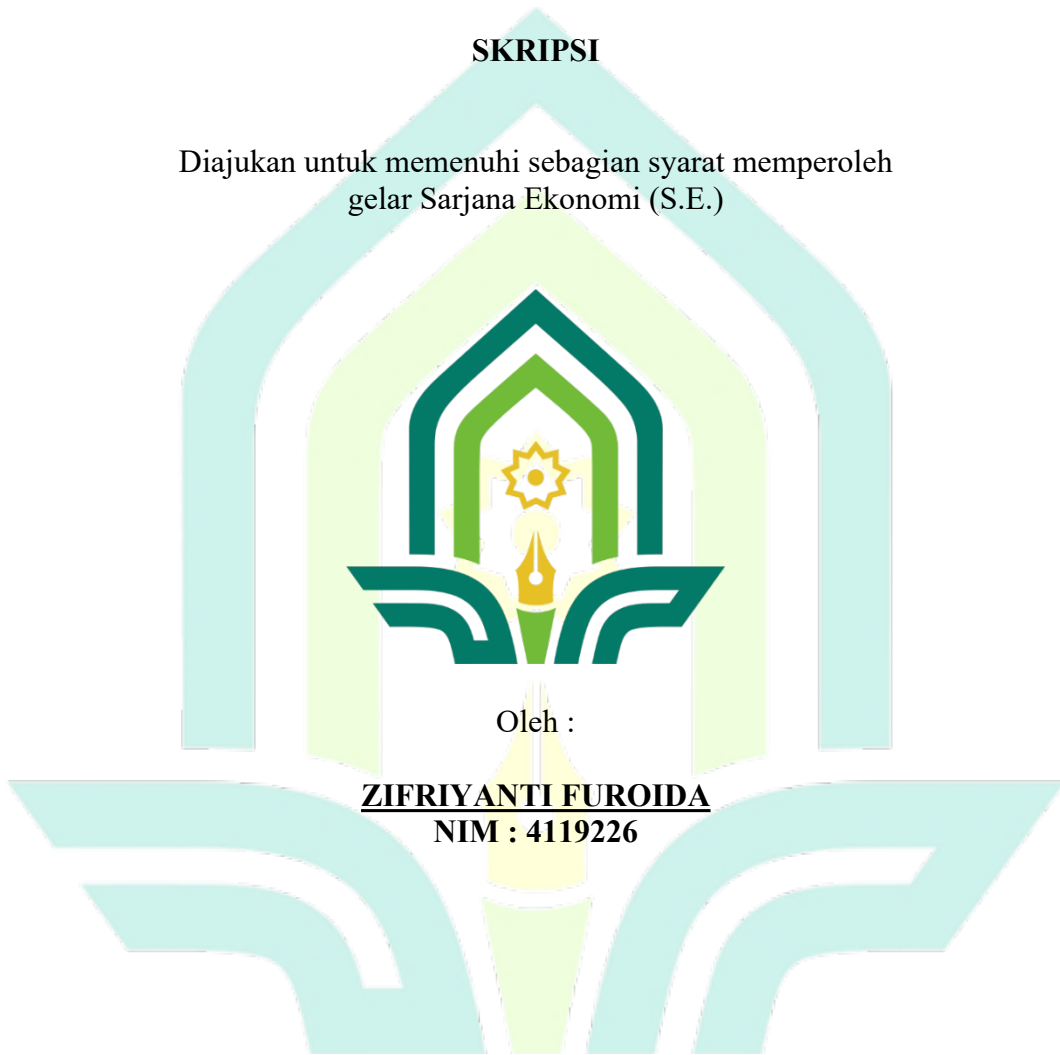 SKRIPSI
Diajukan untuk memenuhi sebagian syarat memperoleh
gelar Sarjana Ekonomi (S.E.)
Oleh :
ZIFRIYANTI FUROIDA
NIM : 4119226